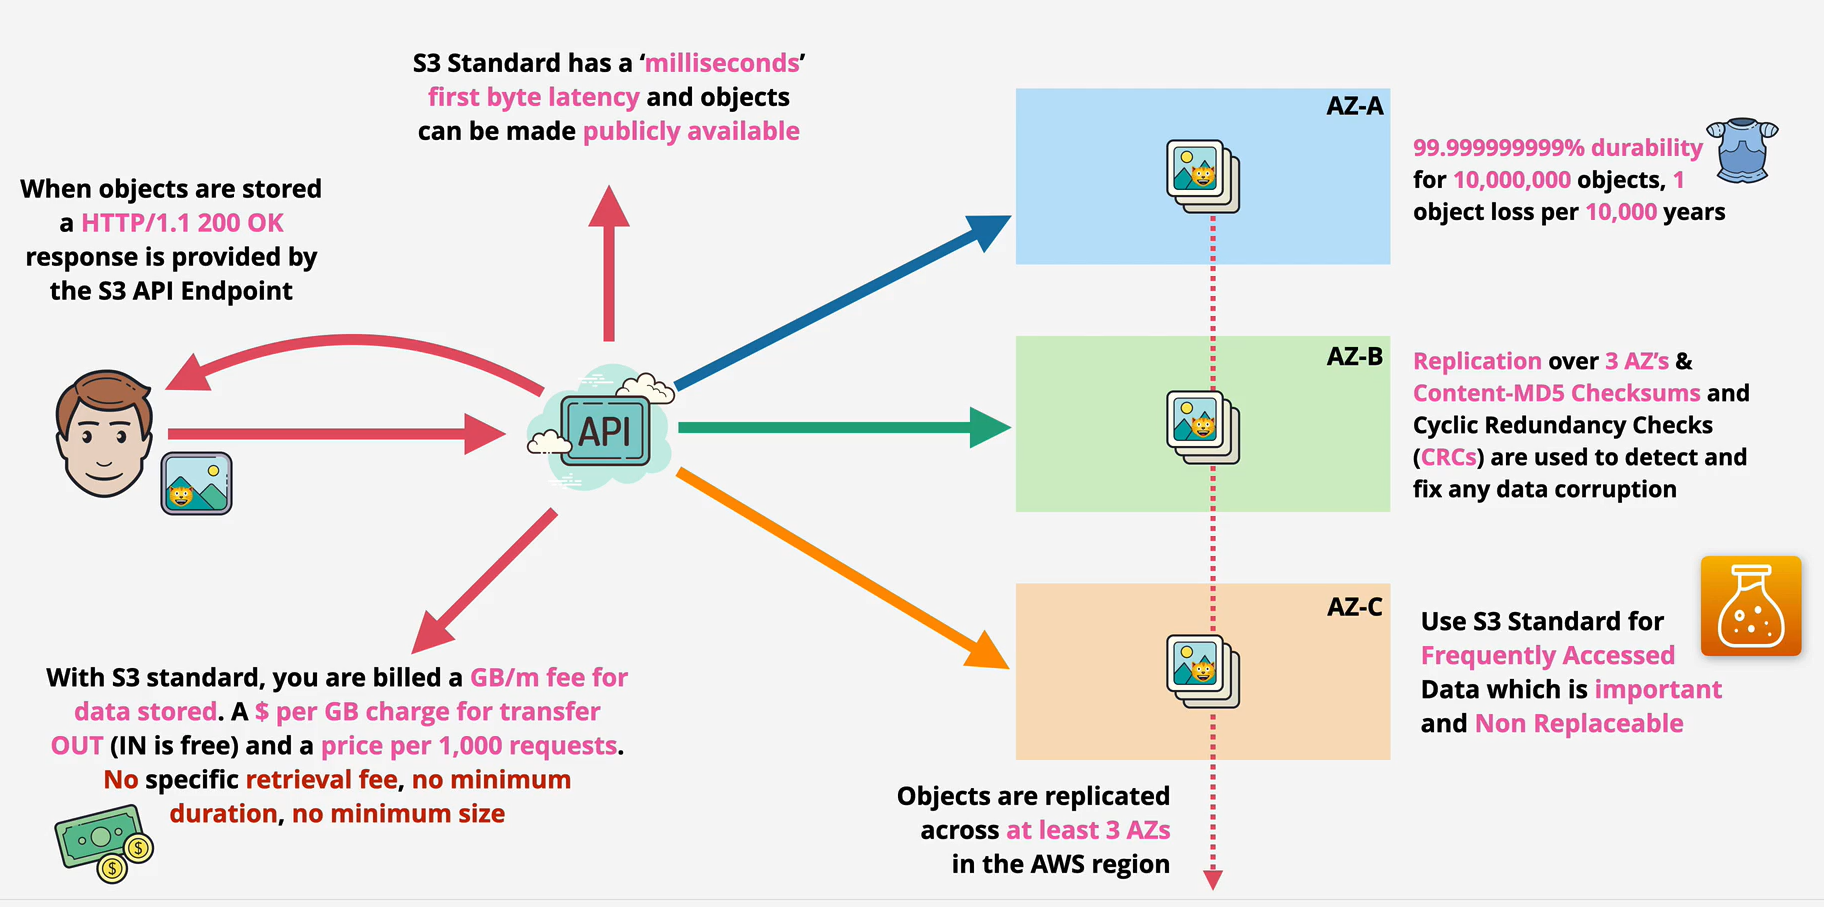 S3 Standard has a ‘milliseconds’
first byte latency and objects
can be made publicly available
When objects are stored
a HTTP/1.1 200 OK
response is provided by
the S3 API Endpoint
API
With S3 standard, you are billed a GB/m fee for
data stored. A $ per GB charge for transfer
OUT (IN is free) and a price per 1,000 requests.
No specific retrieval fee, no minimum
duration, no minimum size
$
$
AZ-A
99.999999999% durability
for 10,000,000 objects, 1
object loss per 10,000 years
AZ-B
Replication over 3 AZ’s &
Content-MD5 Checksums and
Cyclic Redundancy Checks
(CRCs) are used to detect and
fix any data corruption
AZ-C
Use S3 Standard for
Frequently Accessed
Data which is important
and Non Replaceable
Objects are replicated
across at least 3 AZs
in the AWS region